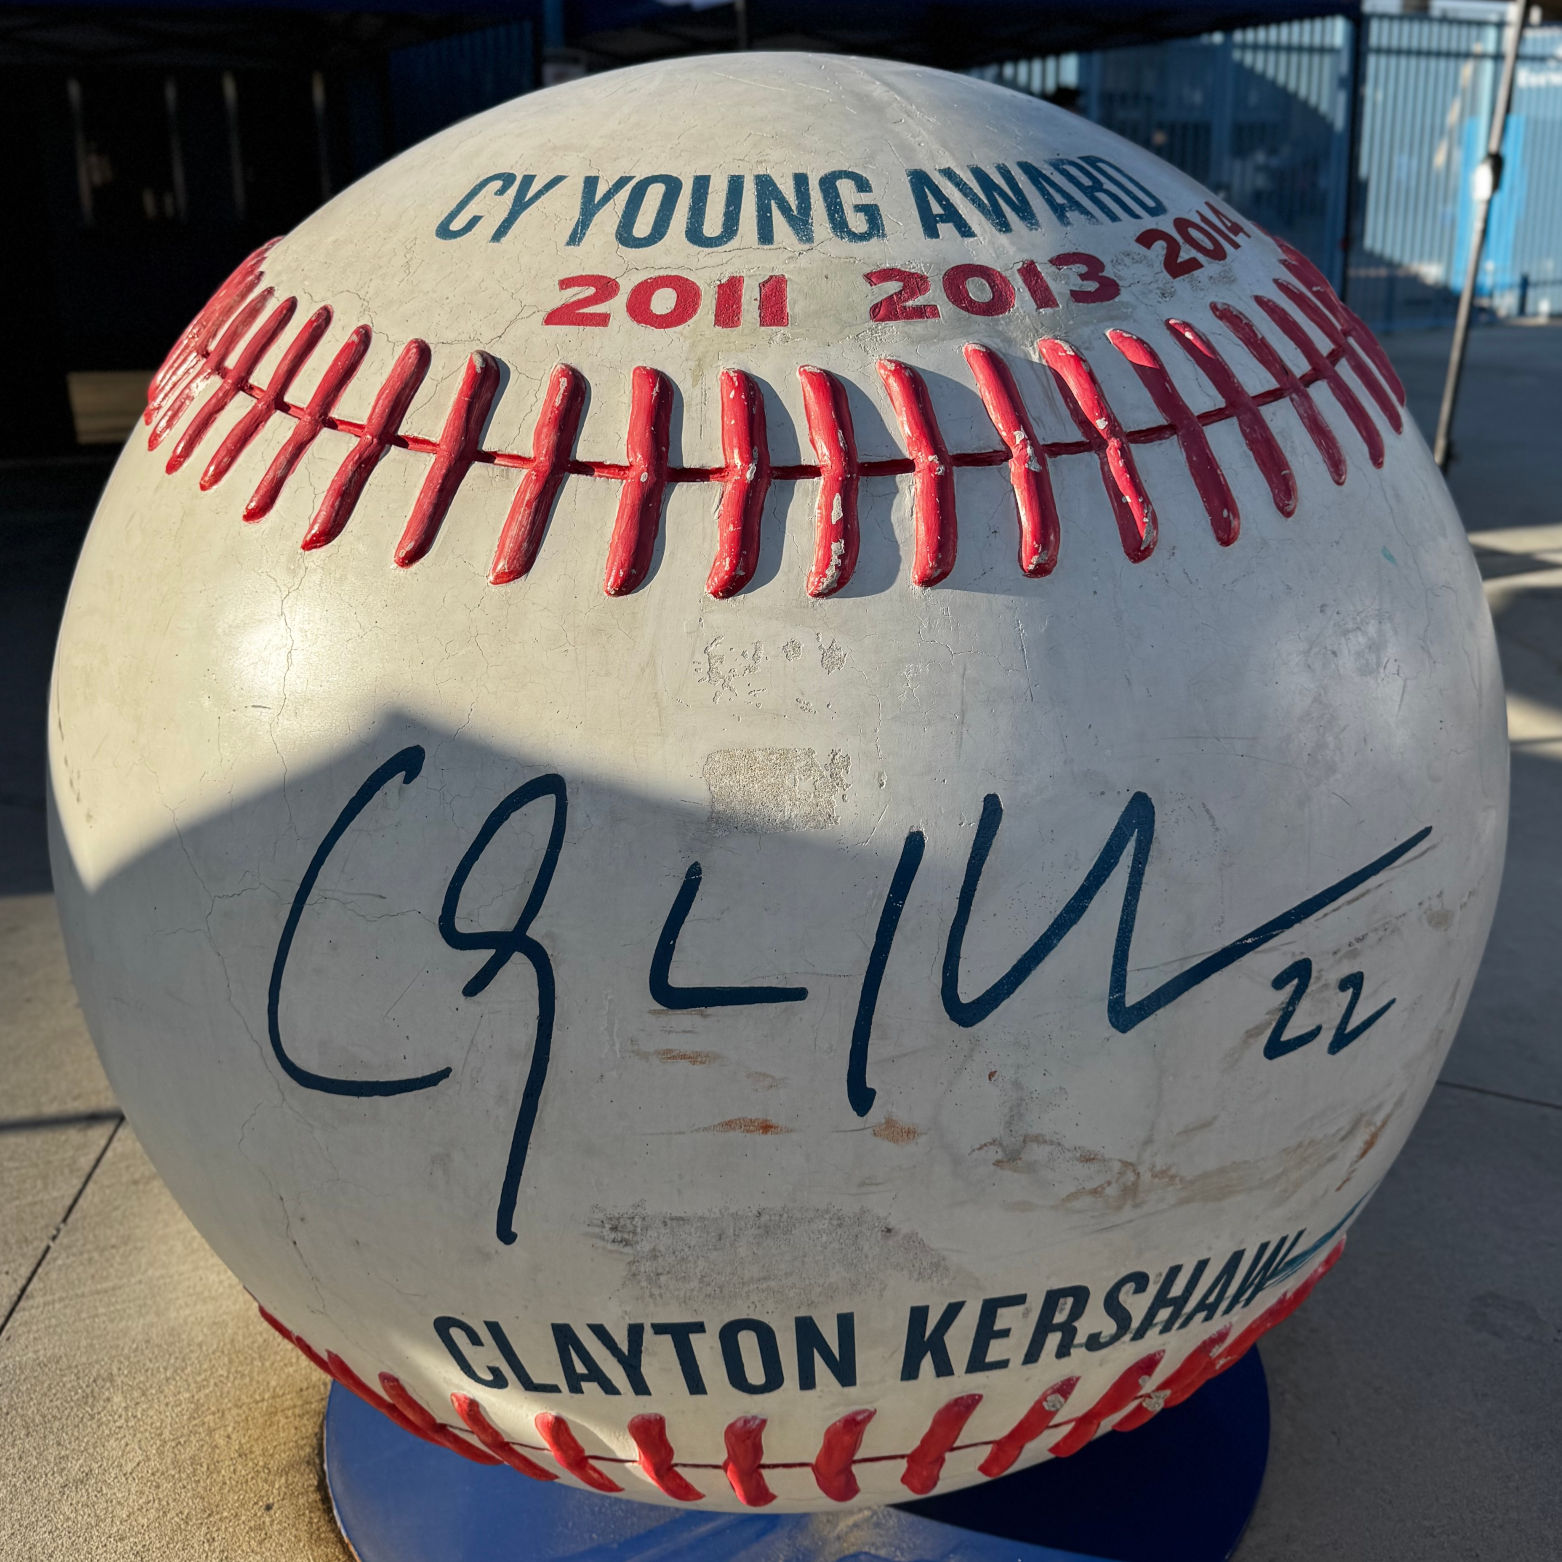 CY YOUNG AWARD
2011 2013 2014
22
CLAYTON KERSHAW